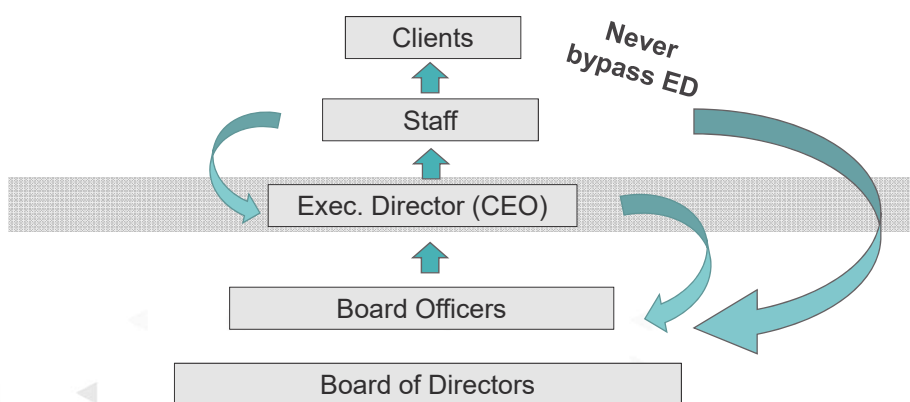 Clients
Never
bypass ED
Staff
Exec. Director (CEO)
Board Officers
Board of Directors